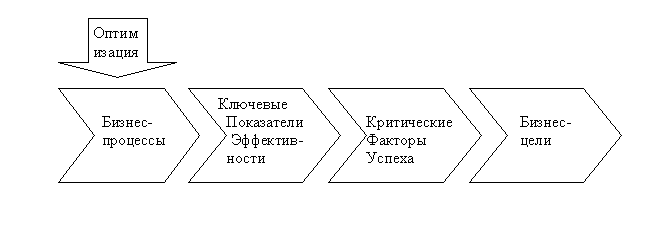 Оптим
изация
Бизнес-
процессы
Ключевые
Показатели
Эффектив-
ности
Критические
Факторы
Успеха
Бизнес-
цели